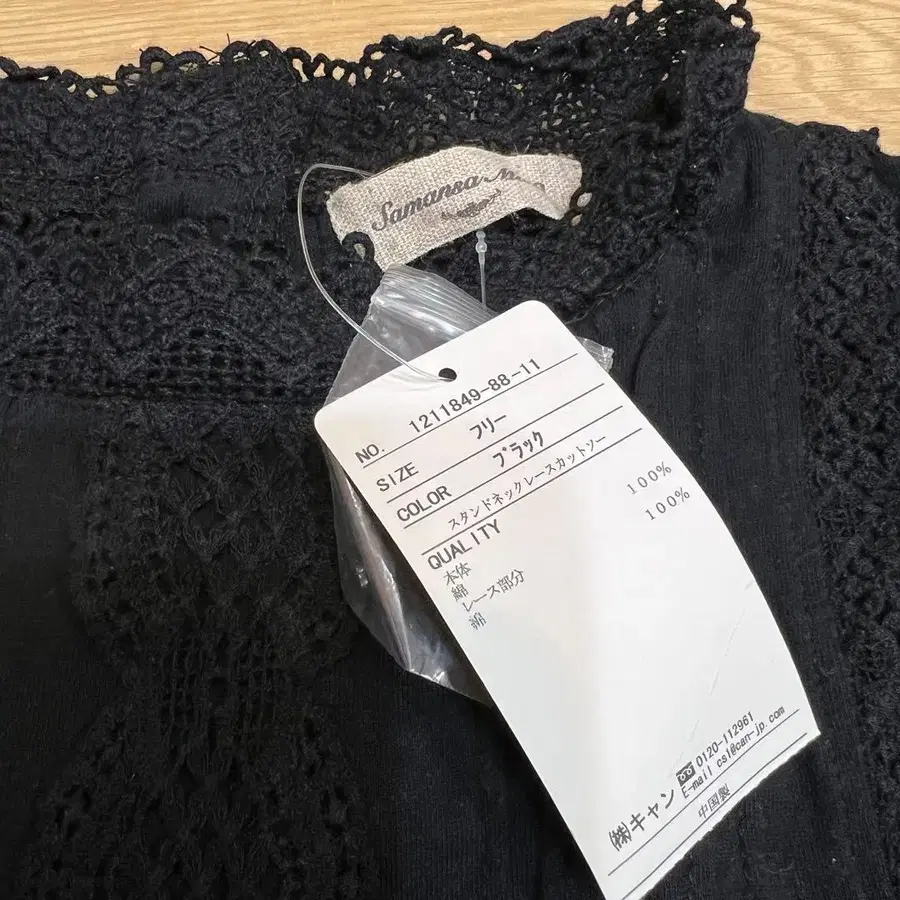 Samansa
NO. 1211849-88-11
SIZE フリー
COLOR ブラック
スタンドネックレースカットソー
QUALITY
本体
綿 100%
レース部分
綿 100%
㈱キャン 0120-112961
E-mail csl@can-jp.com
中国製